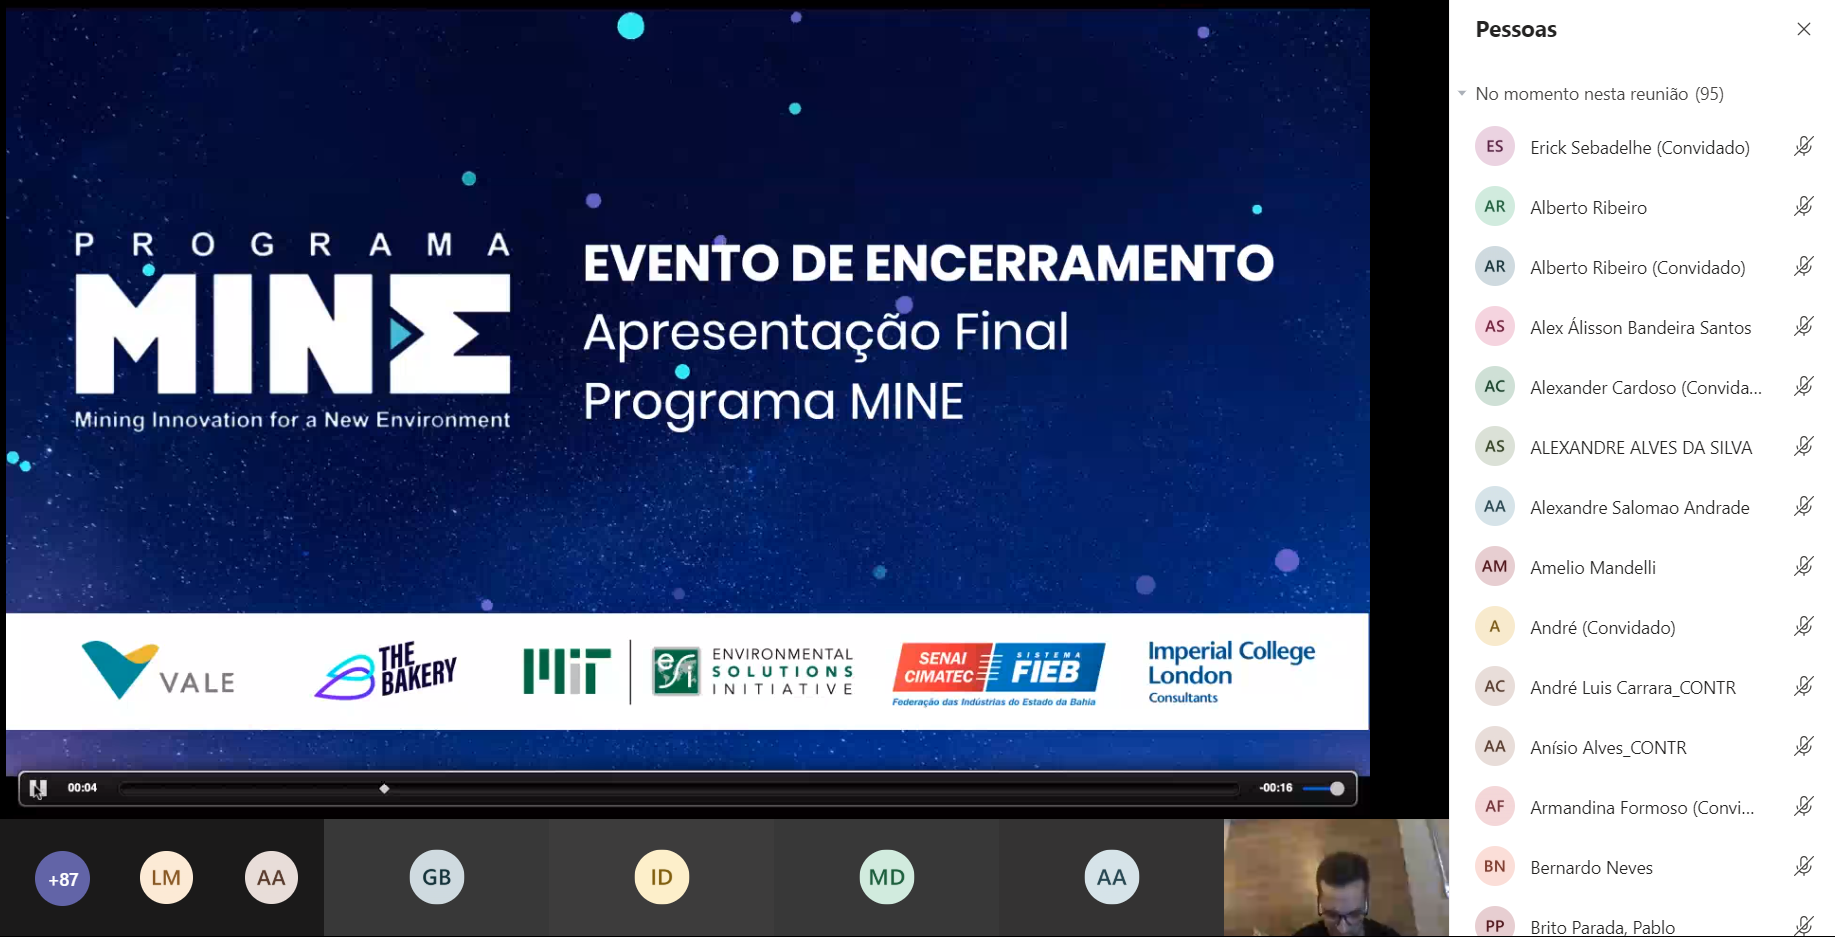 PROGRAMA
MINE
Mining Innovation for a New Environment
EVENTO DE ENCERRAMENTO
Apresentação Final
Programa MINE
VALE
THE
BAKERY
MIT
esi
ENVIRONMENTAL
SOLUTIONS
INITIATIVE
SENAI
CIMATEC
SISTEMA
FIEB
Federação das Indústrias do Estado da Bahia
Imperial College
London
Consultants
00:04
-00:16
+87
LM
AA
GB
ID
MD
AA
Pessoas
No momento nesta reunião (95)
ES Erick Sebadelhe (Convidado)
AR Alberto Ribeiro
AR Alberto Ribeiro (Convidado)
AS Alex Álisson Bandeira Santos
AC Alexander Cardoso (Convida...
AS ALEXANDRE ALVES DA SILVA
AA Alexandre Salomao Andrade
AM Amelio Mandelli
A André (Convidado)
AC André Luis Carrara_CONTR
AA Anísio Alves_CONTR
AF Armandina Formoso (Convi...
BN Bernardo Neves
PP Brito Parada, Pablo